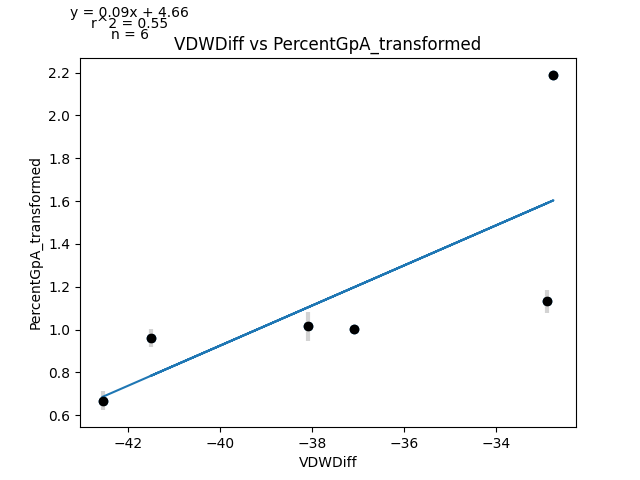 y = 0.09x + 4.66
r^2 = 0.55
n = 6
VDWDiff vs PercentGpA_transformed
PercentGpA_transformed
2.2
2.0
1.8
1.6
1.4
1.2
1.0
0.8
0.6
−42
−40
−38
−36
−34
VDWDiff